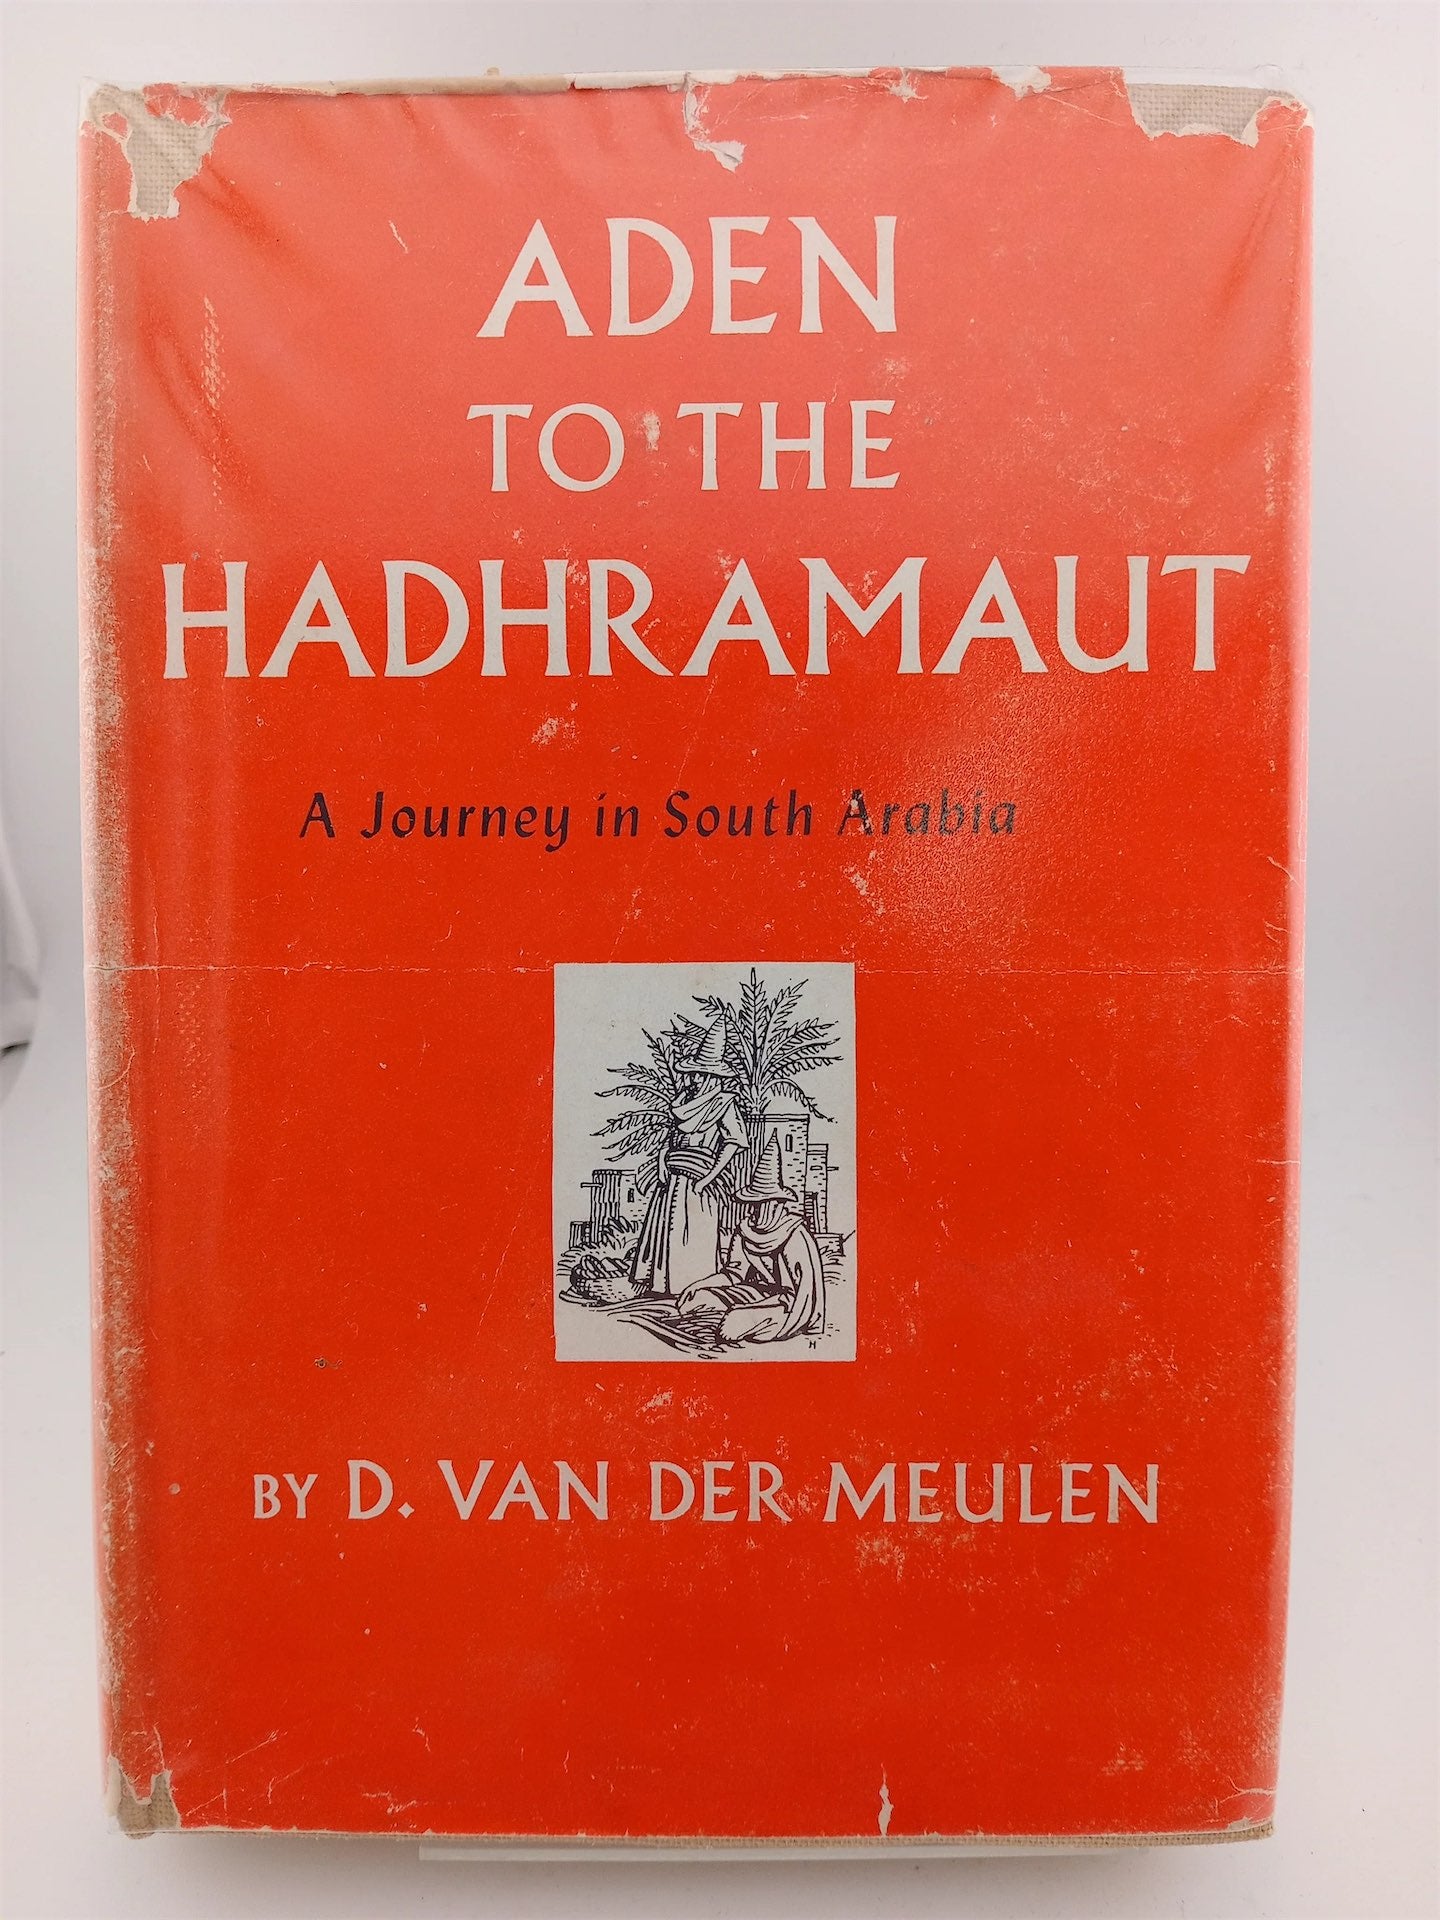 ADEN
TO THE
HADHRAMAUT
A Journey in South Arabia
H
BY D. VAN DER MEULEN